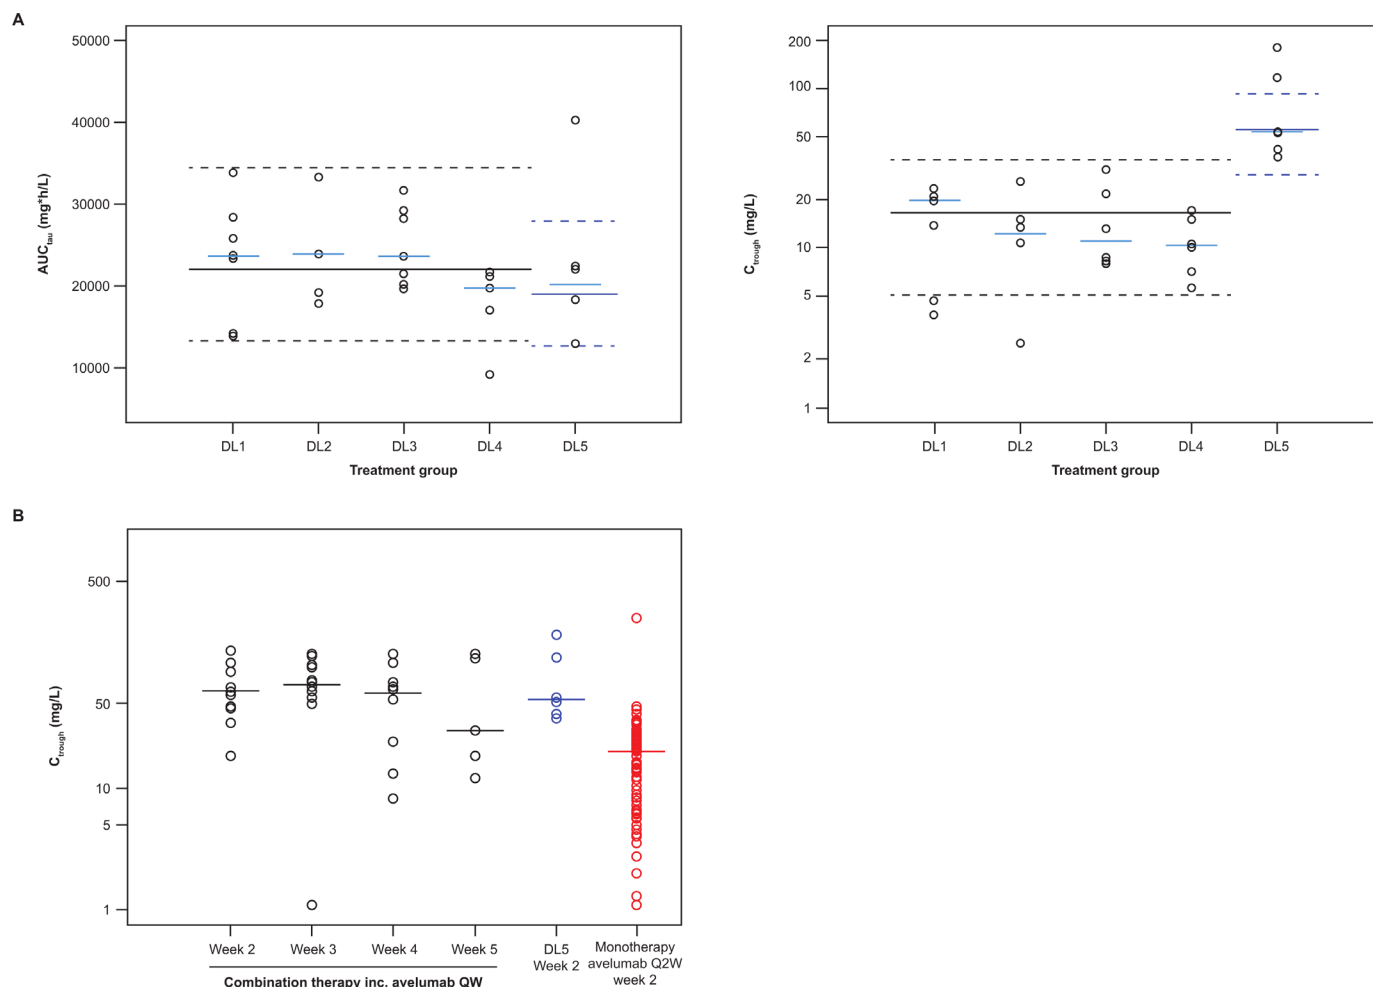 A
50000
40000
30000
20000
10000
AUCtau (mg*h/L)
DL1 DL2 DL3 DL4 DL5
Treatment group
200
100
50
20
10
5
2
1
Ctrough (mg/L)
DL1 DL2 DL3 DL4 DL5
Treatment group
B
500
50
10
5
1
Ctrough (mg/L)
Week 2 Week 3 Week 4 Week 5
Combination therapy inc. avelumab QW
DL5
Week 2
Monotherapy
avelumab Q2W
week 2